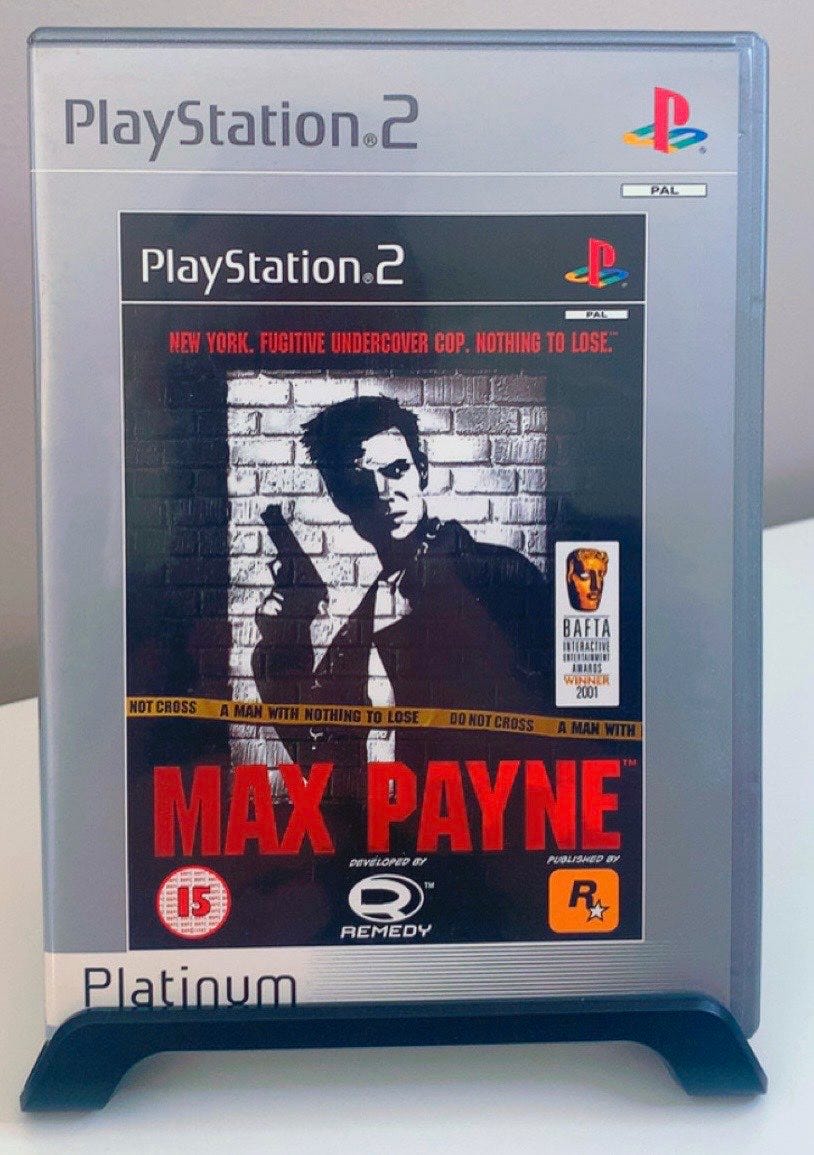 PlayStation®2
PAL
PlayStation®2
PAL
NEW YORK. FUGITIVE UNDERCOVER COP. NOTHING TO LOSE.™
BAFTA
INTERACTIVE
ENTERTAINMENT
AWARDS
WINNER
2001
NOT CROSS A MAN WITH NOTHING TO LOSE DO NOT CROSS A MAN WITH
MAX PAYNE™
DEVELOPED BY
PUBLISHED BY
15
R™
REMEDY
R
Platinum